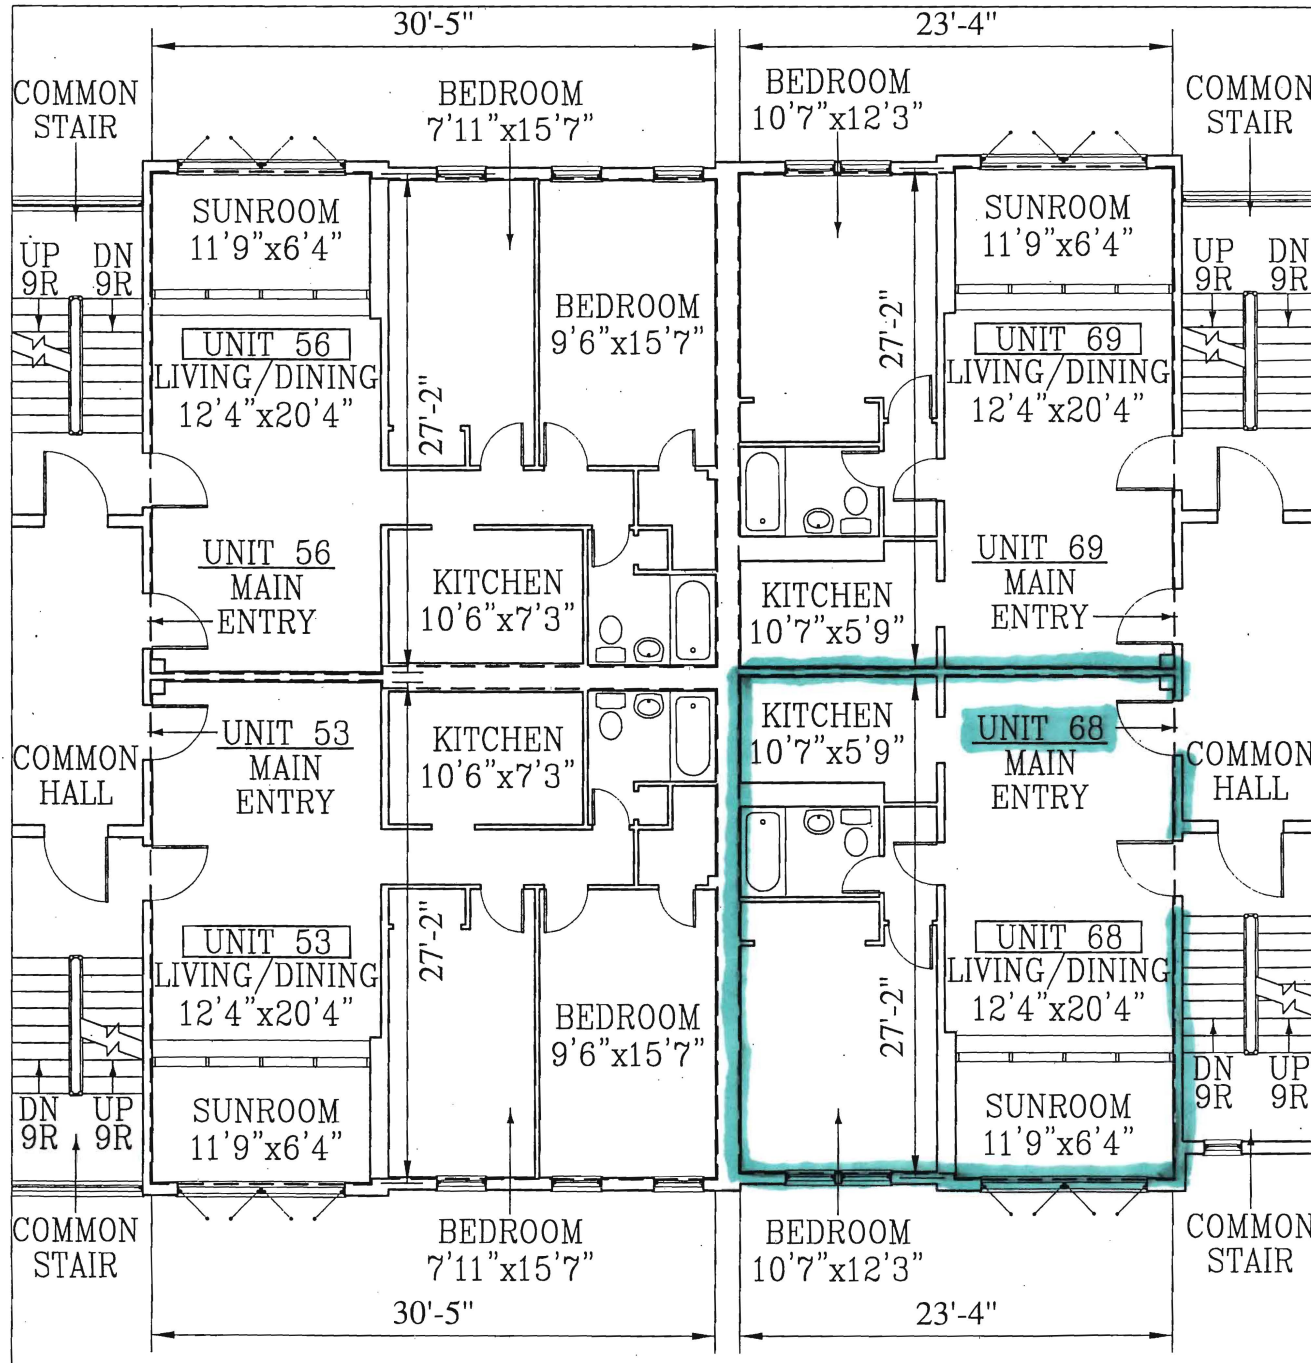 30'-5"
23'-4"
COMMON
STAIR
BEDROOM
7'11"x15'7"
BEDROOM
10'7"x12'3"
COMMON
STAIR
SUNROOM
11'9"x6'4"
SUNROOM
11'9"x6'4"
UP
9R
DN
9R
UP
9R
DN
9R
BEDROOM
9'6"x15'7"
27'-2"
27'-2"
UNIT 56
LIVING/DINING
12'4"x20'4"
UNIT 69
LIVING/DINING
12'4"x20'4"
UNIT 56
MAIN
ENTRY
KITCHEN
10'6"x7'3"
KITCHEN
10'7"x5'9"
UNIT 69
MAIN
ENTRY
COMMON
HALL
UNIT 53
MAIN
ENTRY
KITCHEN
10'6"x7'3"
KITCHEN
10'7"x5'9"
UNIT 68
MAIN
ENTRY
COMMON
HALL
UNIT 53
LIVING/DINING
12'4"x20'4"
27'-2"
BEDROOM
9'6"x15'7"
27'-2"
UNIT 68
LIVING/DINING
12'4"x20'4"
DN
9R
UP
9R
SUNROOM
11'9"x6'4"
SUNROOM
11'9"x6'4"
DN
9R
UP
9R
COMMON
STAIR
BEDROOM
7'11"x15'7"
BEDROOM
10'7"x12'3"
COMMON
STAIR
30'-5"
23'-4"